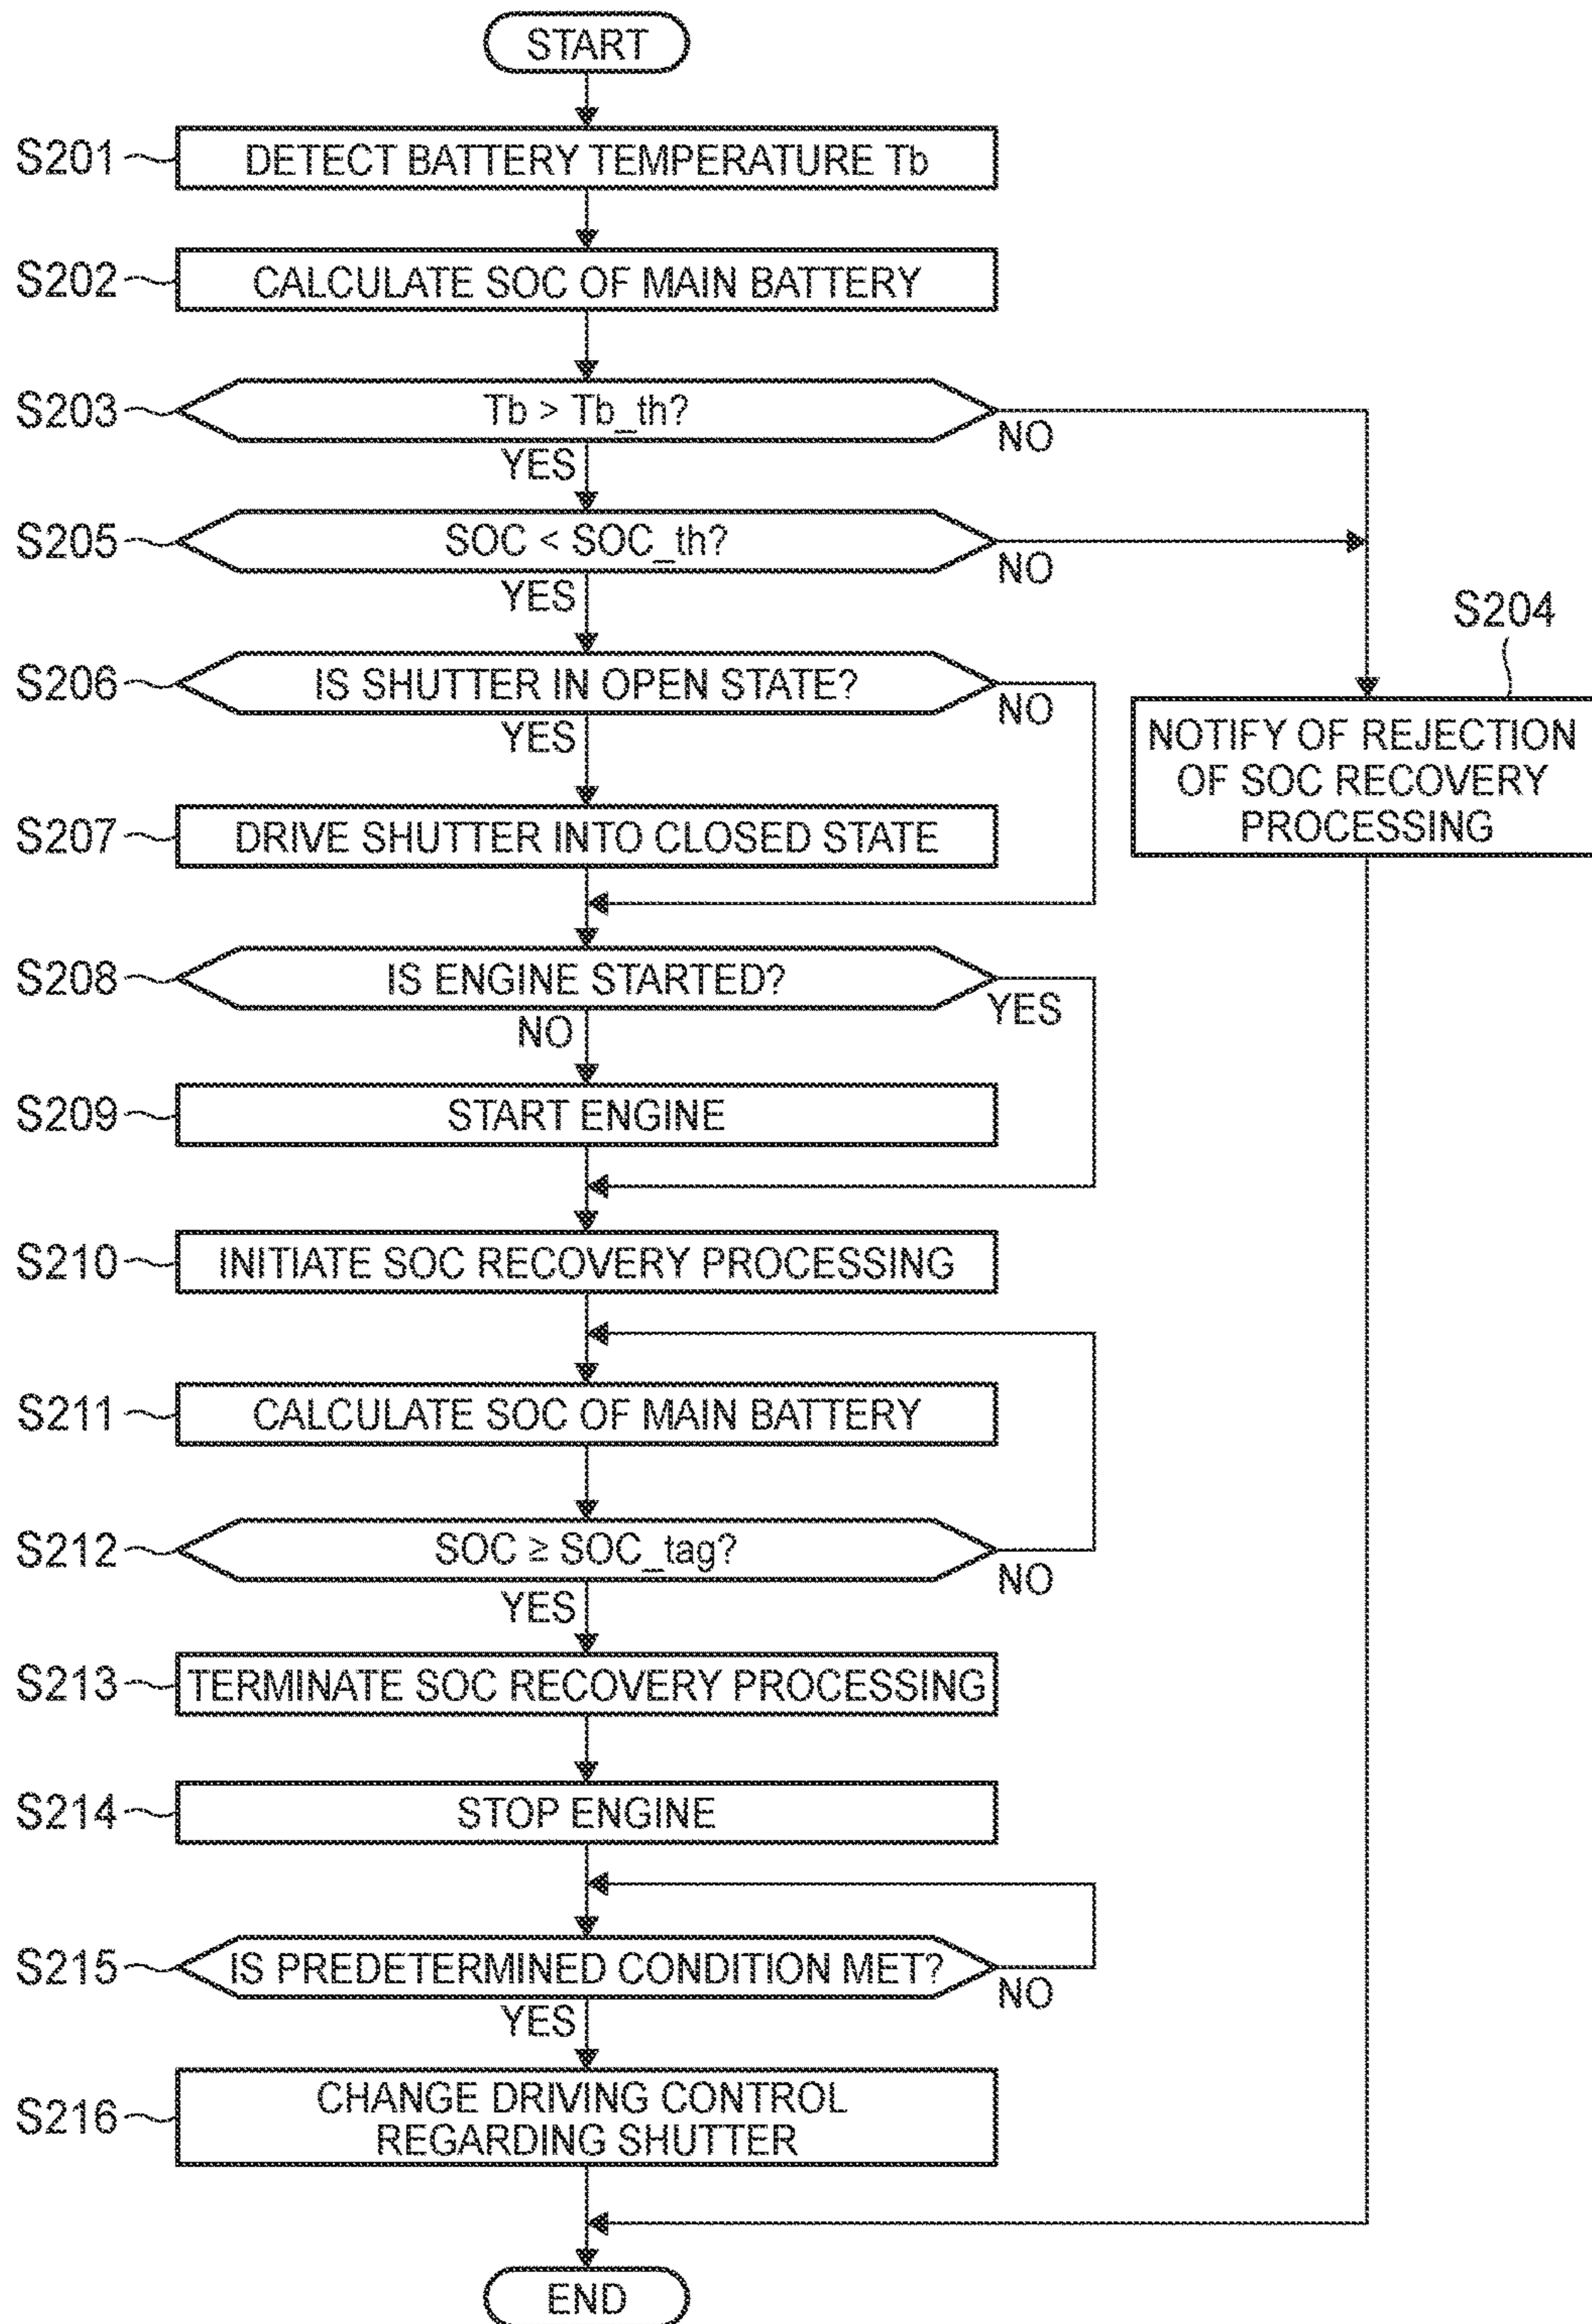 START
S201
DETECT BATTERY TEMPERATURE Tb
S202
CALCULATE SOC OF MAIN BATTERY
S203
Tb > Tb_th?
NO
YES
S205
SOC < SOC_th?
NO
YES
S204
NOTIFY OF REJECTION
OF SOC RECOVERY
PROCESSING
S206
IS SHUTTER IN OPEN STATE?
NO
YES
S207
DRIVE SHUTTER INTO CLOSED STATE
S208
IS ENGINE STARTED?
YES
NO
S209
START ENGINE
S210
INITIATE SOC RECOVERY PROCESSING
S211
CALCULATE SOC OF MAIN BATTERY
S212
SOC ≥ SOC_tag?
NO
YES
S213
TERMINATE SOC RECOVERY PROCESSING
S214
STOP ENGINE
S215
IS PREDETERMINED CONDITION MET?
NO
YES
S216
CHANGE DRIVING CONTROL
REGARDING SHUTTER
END